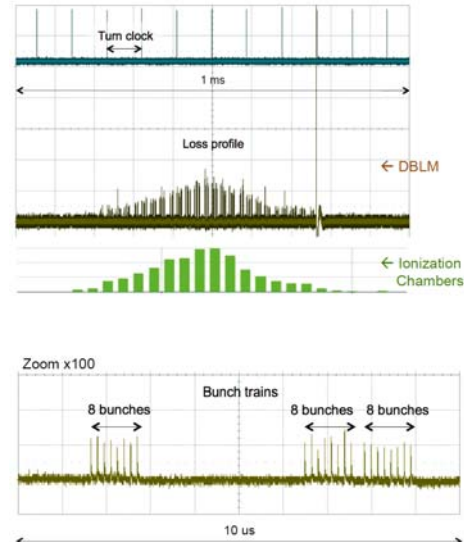 Turn clock
1 ms
Loss profile
← DBLM
← Ionization
Chambers
Zoom x100
Bunch trains
8 bunches
8 bunches
8 bunches
10 us